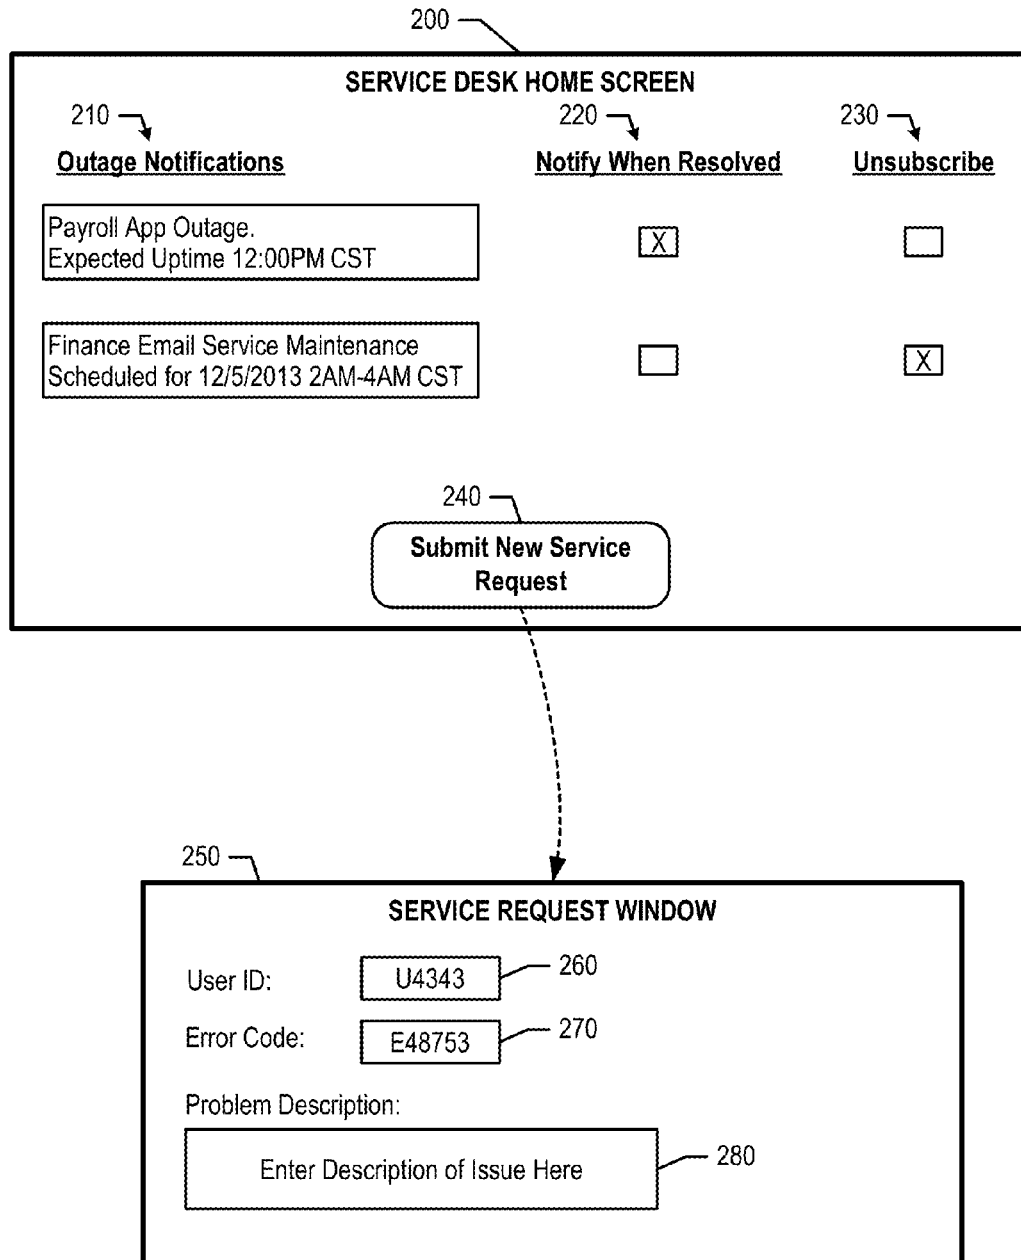 200
SERVICE DESK HOME SCREEN
210 220 230
Outage Notifications Notify When Resolved Unsubscribe
Payroll App Outage.
Expected Uptime 12:00PM CST
X
Finance Email Service Maintenance
Scheduled for 12/5/2013 2AM-4AM CST
X
240
Submit New Service
Request
250
SERVICE REQUEST WINDOW
User ID: U4343 260
Error Code: E48753 270
Problem Description:
Enter Description of Issue Here 280